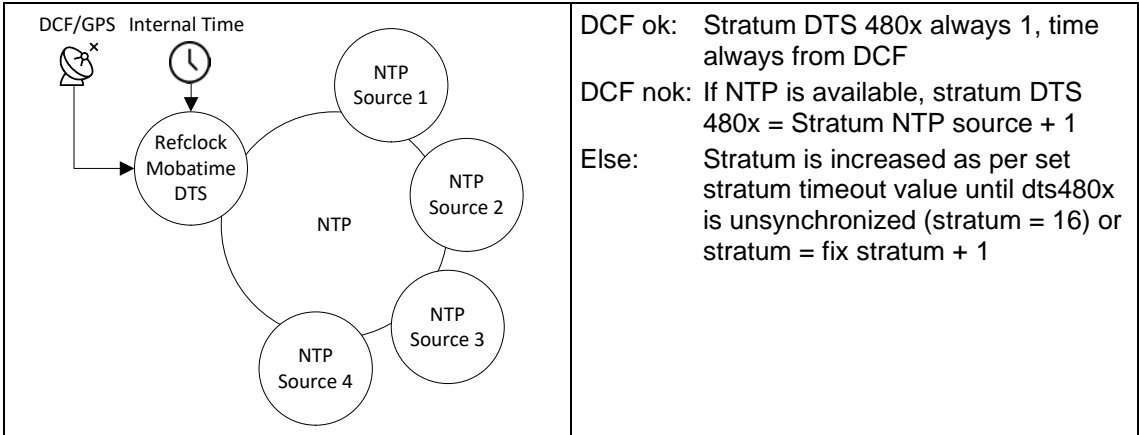 DCF/GPS Internal Time
NTP
Source 1
Refclock
Mobatime
DTS
NTP
Source 2
NTP
NTP
Source 3
NTP
Source 4
DCF ok: Stratum DTS 480x always 1, time
always from DCF
DCF nok: If NTP is available, stratum DTS
480x = Stratum NTP source + 1
Else: Stratum is increased as per set
stratum timeout value until dts480x
is unsynchronized (stratum = 16) or
stratum = fix stratum + 1